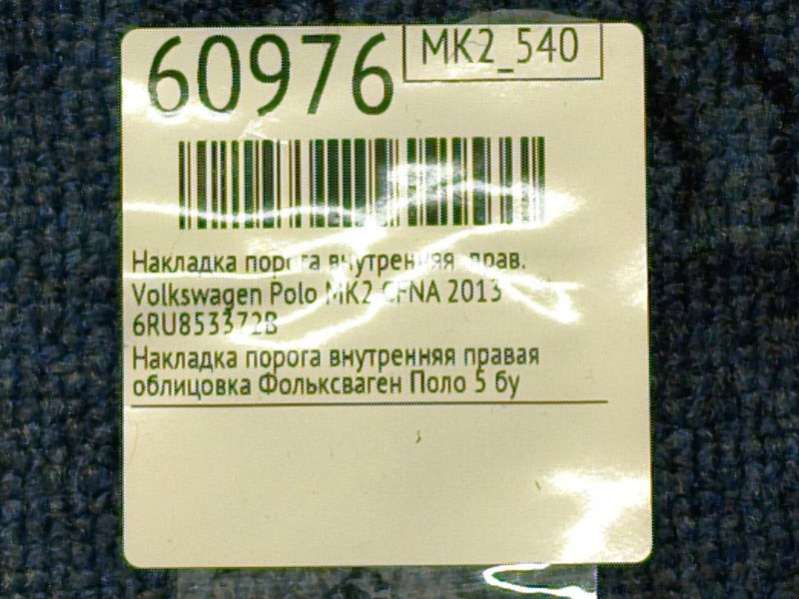 60976
MK2_540
Накладка порога внутренняя прав.
Volkswagen Polo MK2 CFNA 2013
6RU853372B
Накладка порога внутренняя правая
облицовка Фольксваген Поло 5 бу